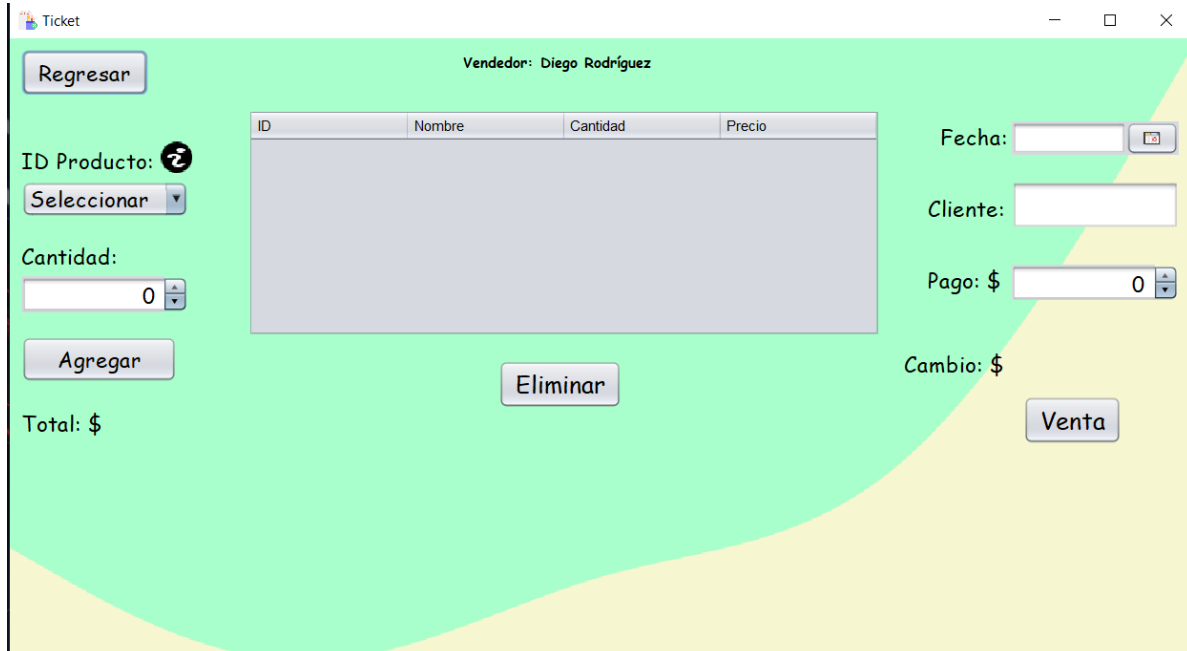 Ticket
Regresar
Vendedor: Diego Rodríguez
ID Nombre Cantidad Precio
ID Producto:
Seleccionar
Cantidad:
0
Agregar
Total: $
Eliminar
Fecha:
Cliente:
Pago: $ 0
Cambio: $
Venta